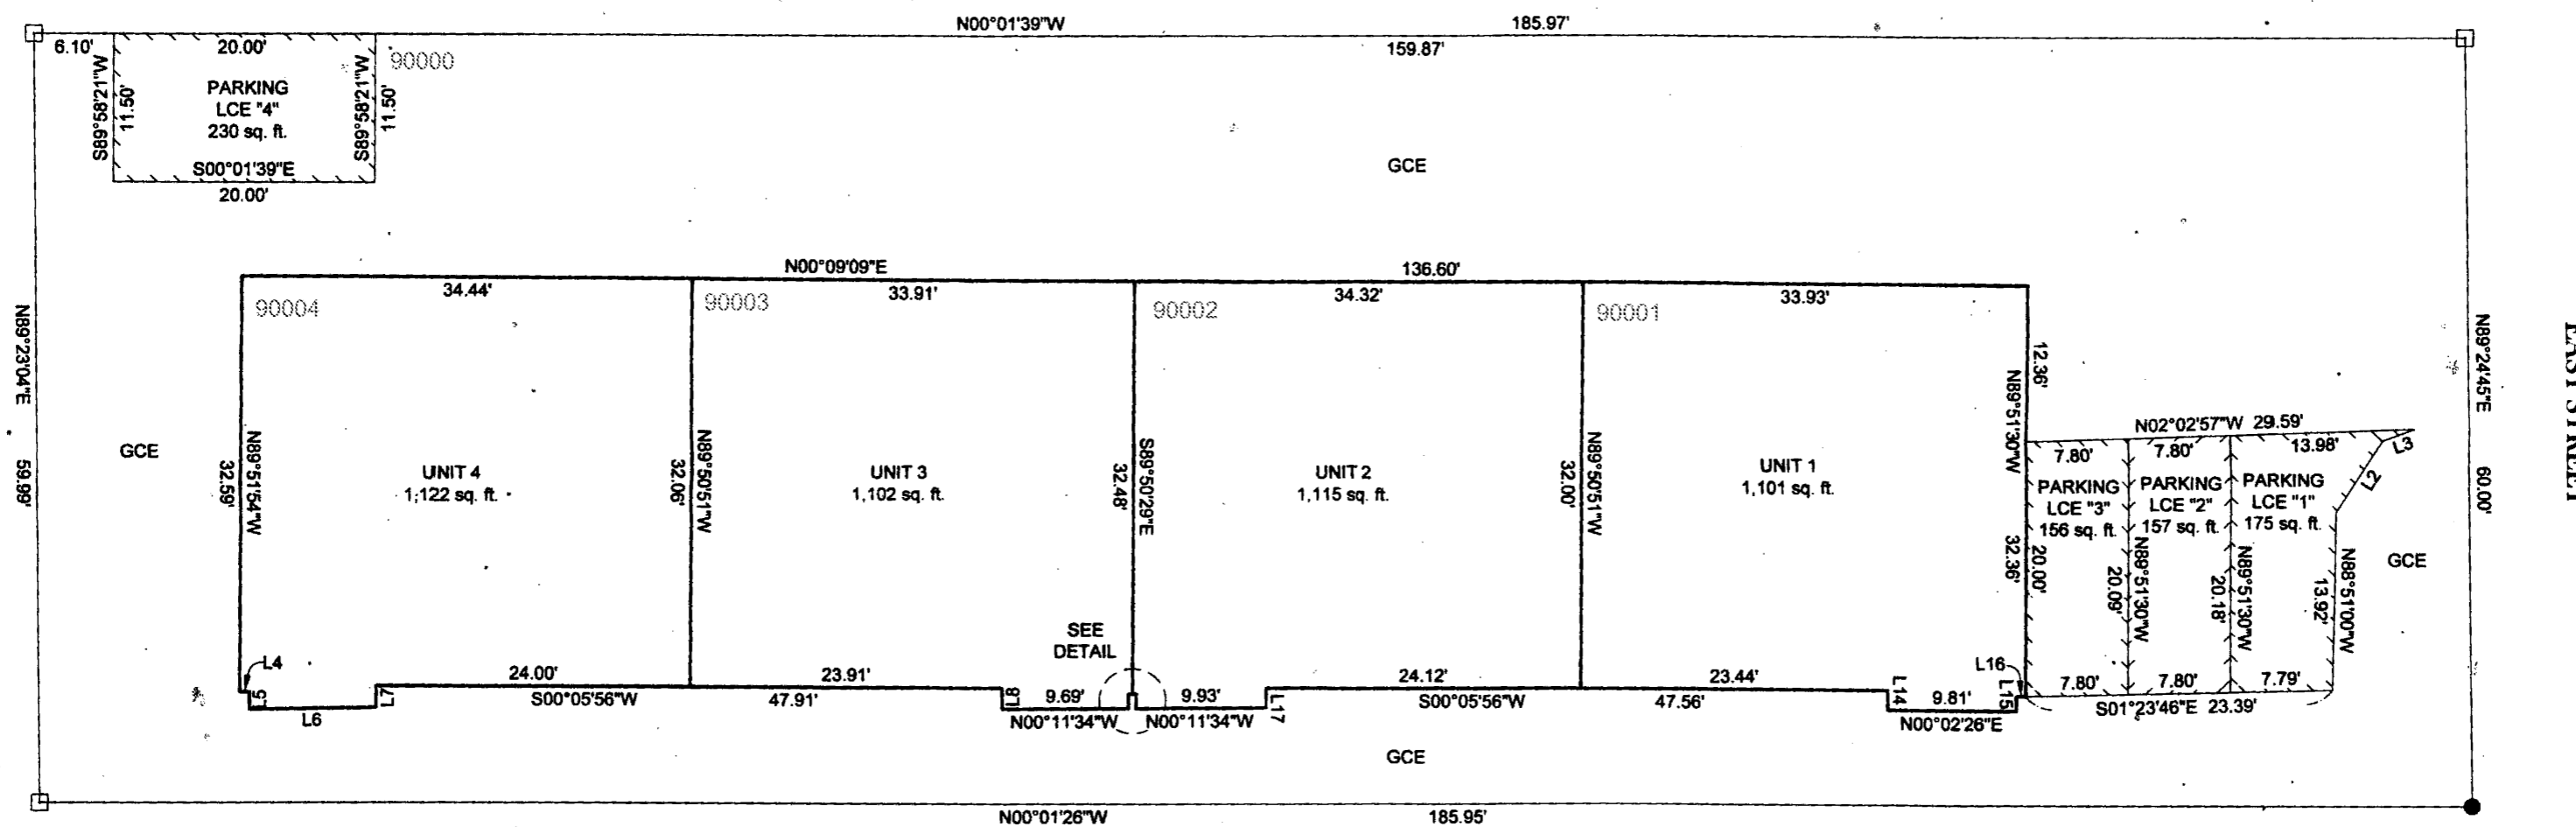 N00°01'39"W 185.97'
6.10' 20.00' 159.87'
90000
S89°58'21"W
11.50'
PARKING
LCE "4"
230 sq. ft.
S89°58'21"W
11.50'
S00°01'39"E
20.00'
GCE
N00°09'09"E 136.60'
34.44' 33.91' 34.32' 33.93'
90004 90003 90002 90001
N89°23'04"E 59.99'
GCE
N89°51'54"W
32.59'
UNIT 4
1,122 sq. ft.
N89°50'51"W
32.06'
UNIT 3
1,102 sq. ft.
S89°50'29"E
32.48'
UNIT 2
1,115 sq. ft.
N89°50'51"W
32.00'
UNIT 1
1,101 sq. ft.
12.36'
N89°51'30"W
32.36'
20.00'
N02°02'57"W 29.59'
7.80' 7.80' 13.98' L3
L2
PARKING
LCE "3"
156 sq. ft.
PARKING
LCE "2"
157 sq. ft.
PARKING
LCE "1"
175 sq. ft.
N89°51'30"W
20.09'
N89°51'30"W
20.18'
N88°51'00"W
13.92'
GCE
N89°24'45"E 60.00'
EAST STREET
SEE
DETAIL
L4
L5
L6
L7
24.00' 23.91'
S00°05'56"W 47.91'
L8
9.69'
N00°11'34"W
9.93'
N00°11'34"W
L17
24.12' 23.44'
S00°05'56"W 47.56'
L14
9.81'
N00°02'26"E
L15
L16
7.80' 7.80' 7.79'
S01°23'46"E 23.39'
GCE
N00°01'26"W 185.95'